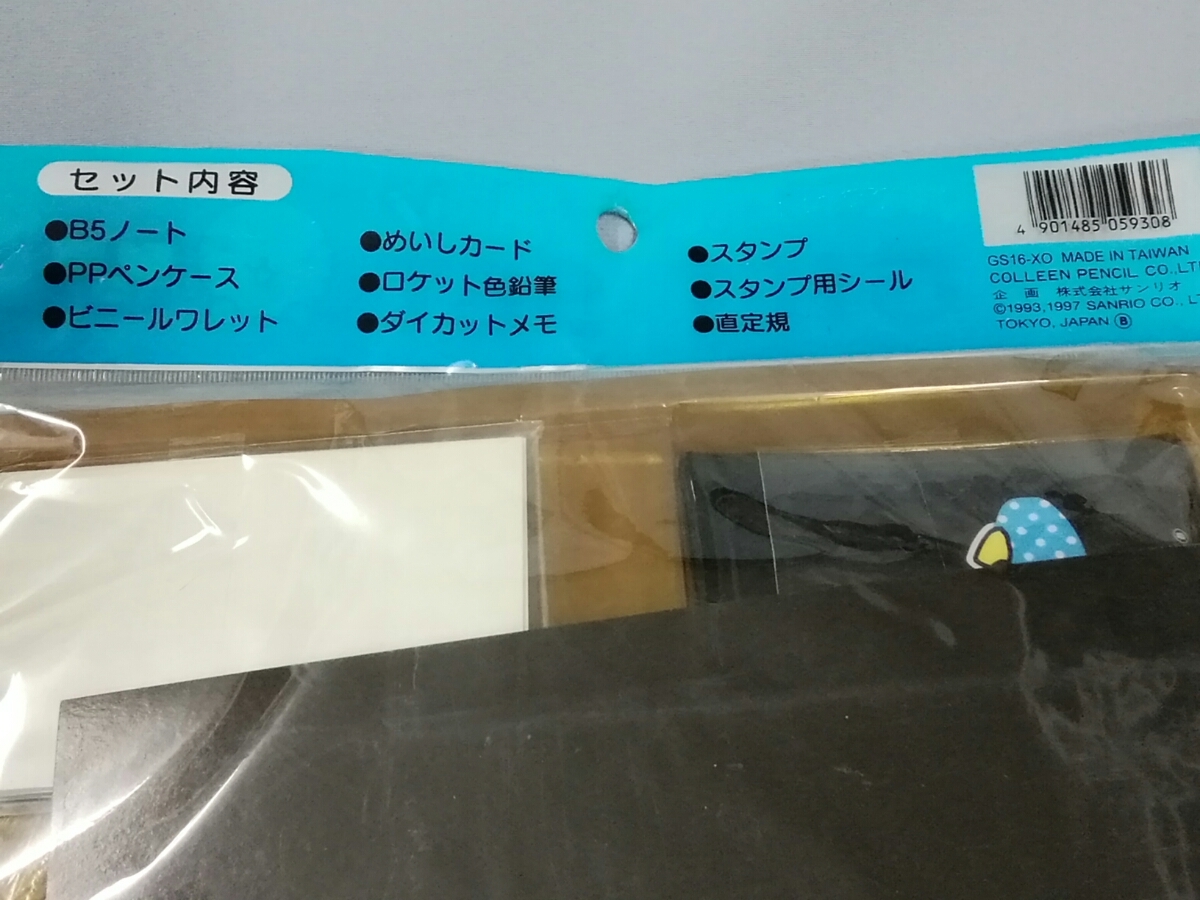 セット内容
●B5ノート
●PPペンケース
●ビニールワレット
●めいしカード
●ロケット色鉛筆
●ダイカットメモ
●スタンプ
●スタンプ用シール
●直定規
4 901485 059308
GS16-XO MADE IN TAIWAN
COLLEEN PENCIL CO.,LT
企 画 株式会社サンリオ
©1993,1997 SANRIO CO., L
TOKYO, JAPAN Ⓑ